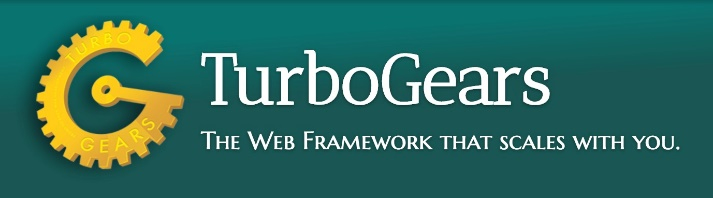 TURBO
GEARS
TurboGears
The Web Framework that scales with you.